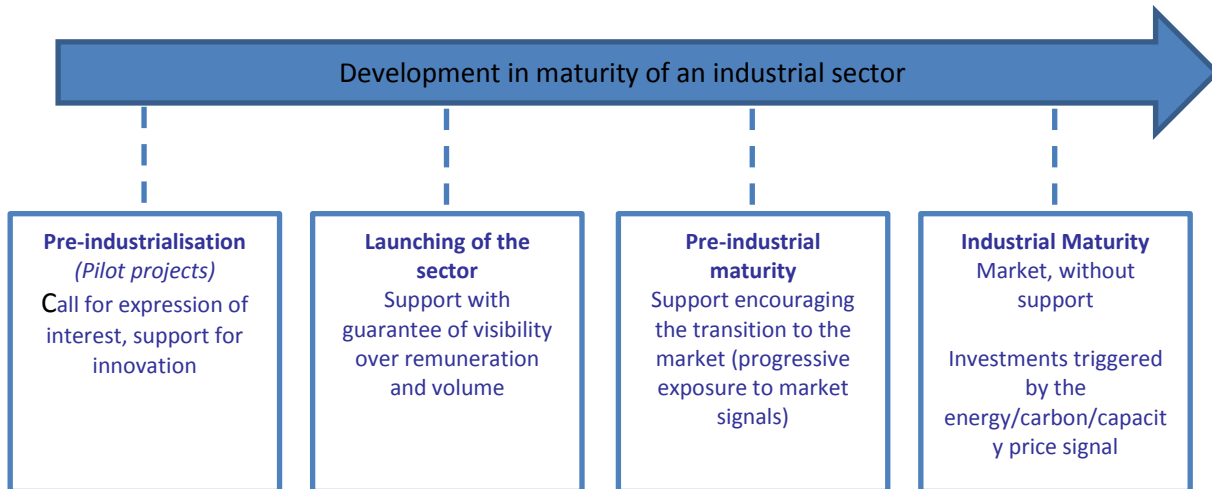 Development in maturity of an industrial sector
Pre-industrialisation
(Pilot projects)
Call for expression of
interest, support for
innovation
Launching of the
sector
Support with
guarantee of visibility
over remuneration
and volume
Pre-industrial
maturity
Support encouraging
the transition to the
market (progressive
exposure to market
signals)
Industrial Maturity
Market, without
support
Investments triggered
by the
energy/carbon/capacit
y price signal